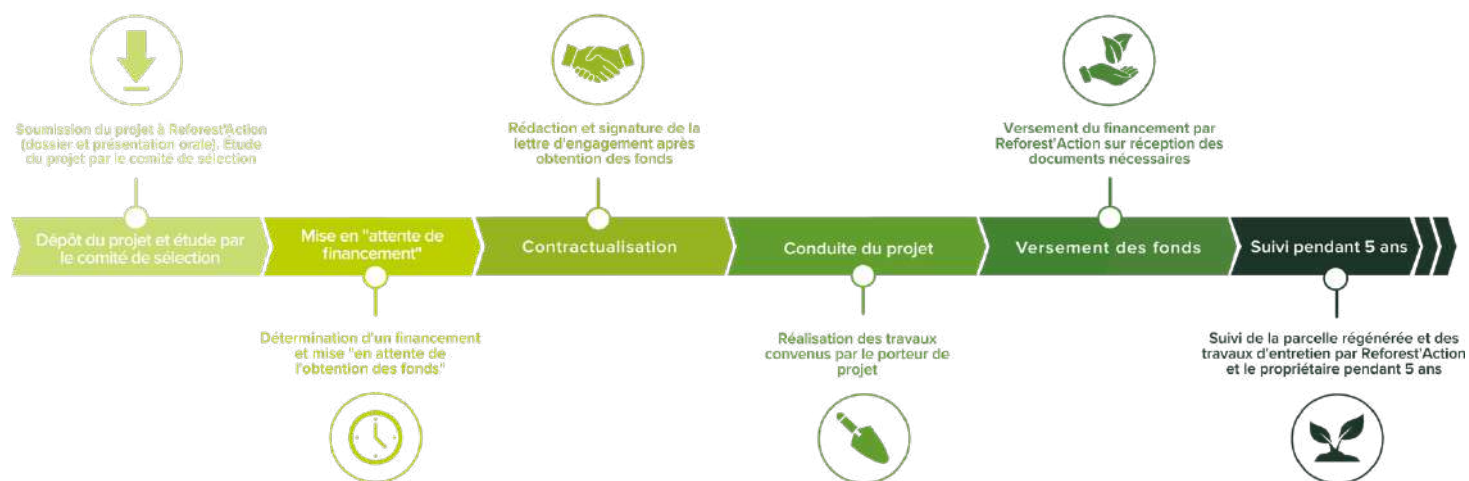 Soumission du projet à Reforest'Action
(dossier et présentation orale). Étude
du projet par le comité de sélection
Rédaction et signature de la
lettre d'engagement après
obtention des fonds
Versement du financement par
Reforest'Action sur réception des
documents nécessaires
Dépôt du projet et étude par
le comité de sélection
Mise en "attente de
financement"
Contractualisation
Conduite du projet
Versement des fonds
Suivi pendant 5 ans
Détermination d'un financement
et mise "en attente de
l'obtention des fonds"
Réalisation des travaux
convenus par le porteur de
projet
Suivi de la parcelle régénérée et des
travaux d'entretien par Reforest'Action
et le propriétaire pendant 5 ans